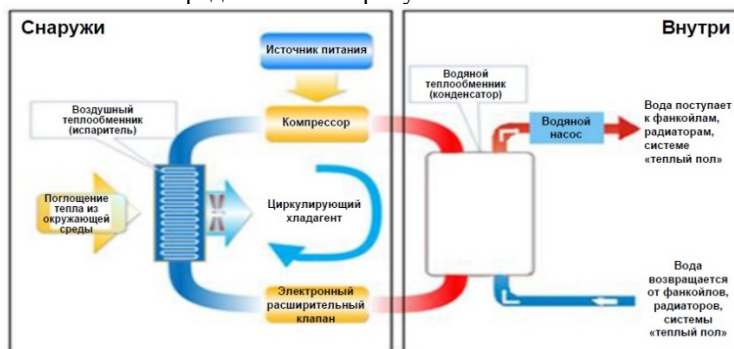 Снаружи
Внутри
Источник питания
Воздушный
теплообменник
(испаритель)
Компрессор
Водяной
теплообменник
(конденсатор)
Водяной
насос
Вода поступает
к фанкойлам,
радиаторам,
системе
«теплый пол»
Поглощение
тепла из
окружающей
среды
Циркулирующий
хладагент
Электронный
расширительный
клапан
Вода
возвращается
от фанкойлов,
радиаторов,
системы
«теплый пол»